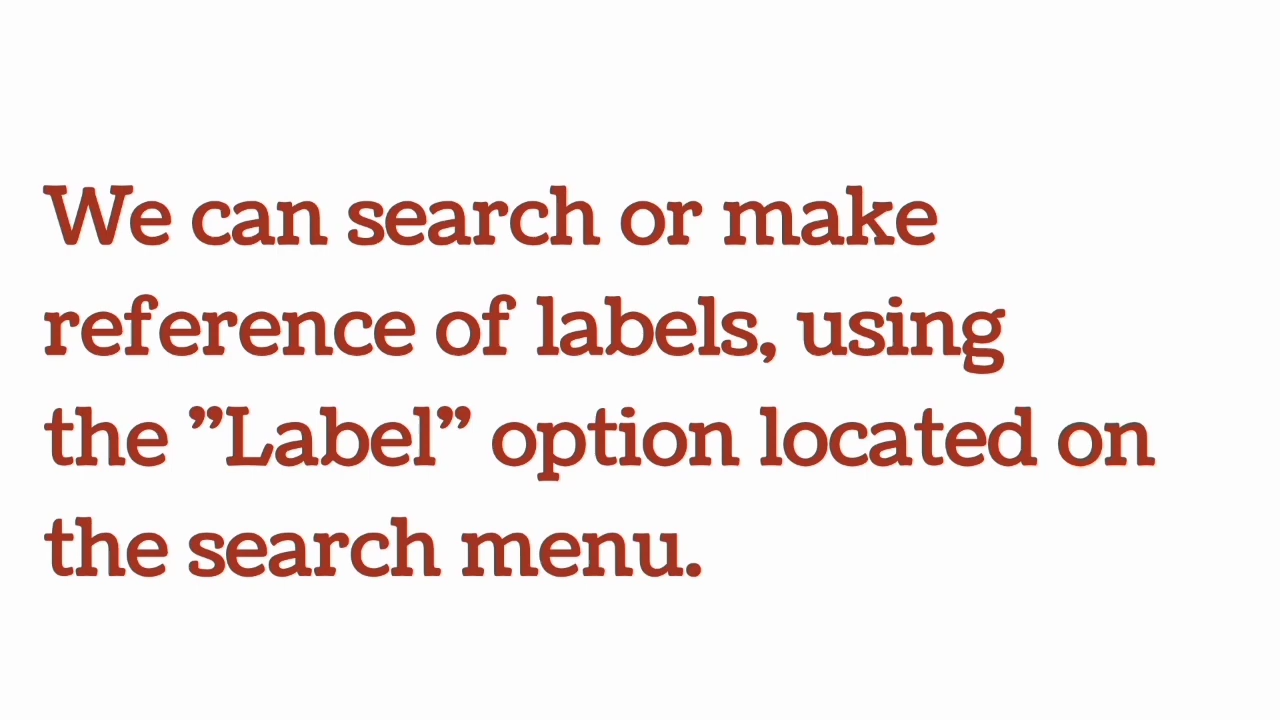 We can search or make
reference of labels, using
the ”Label” option located on
the search menu.